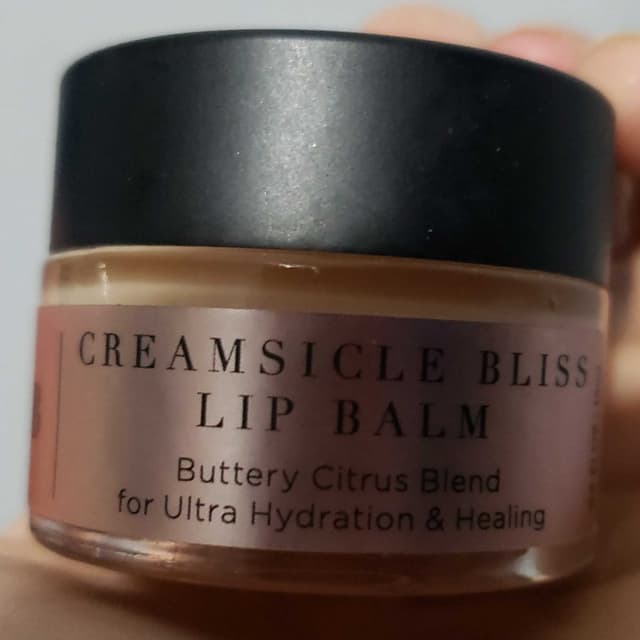 CREAMSICLE BLISS
LIP BALM
Buttery Citrus Blend
for Ultra Hydration & Healing